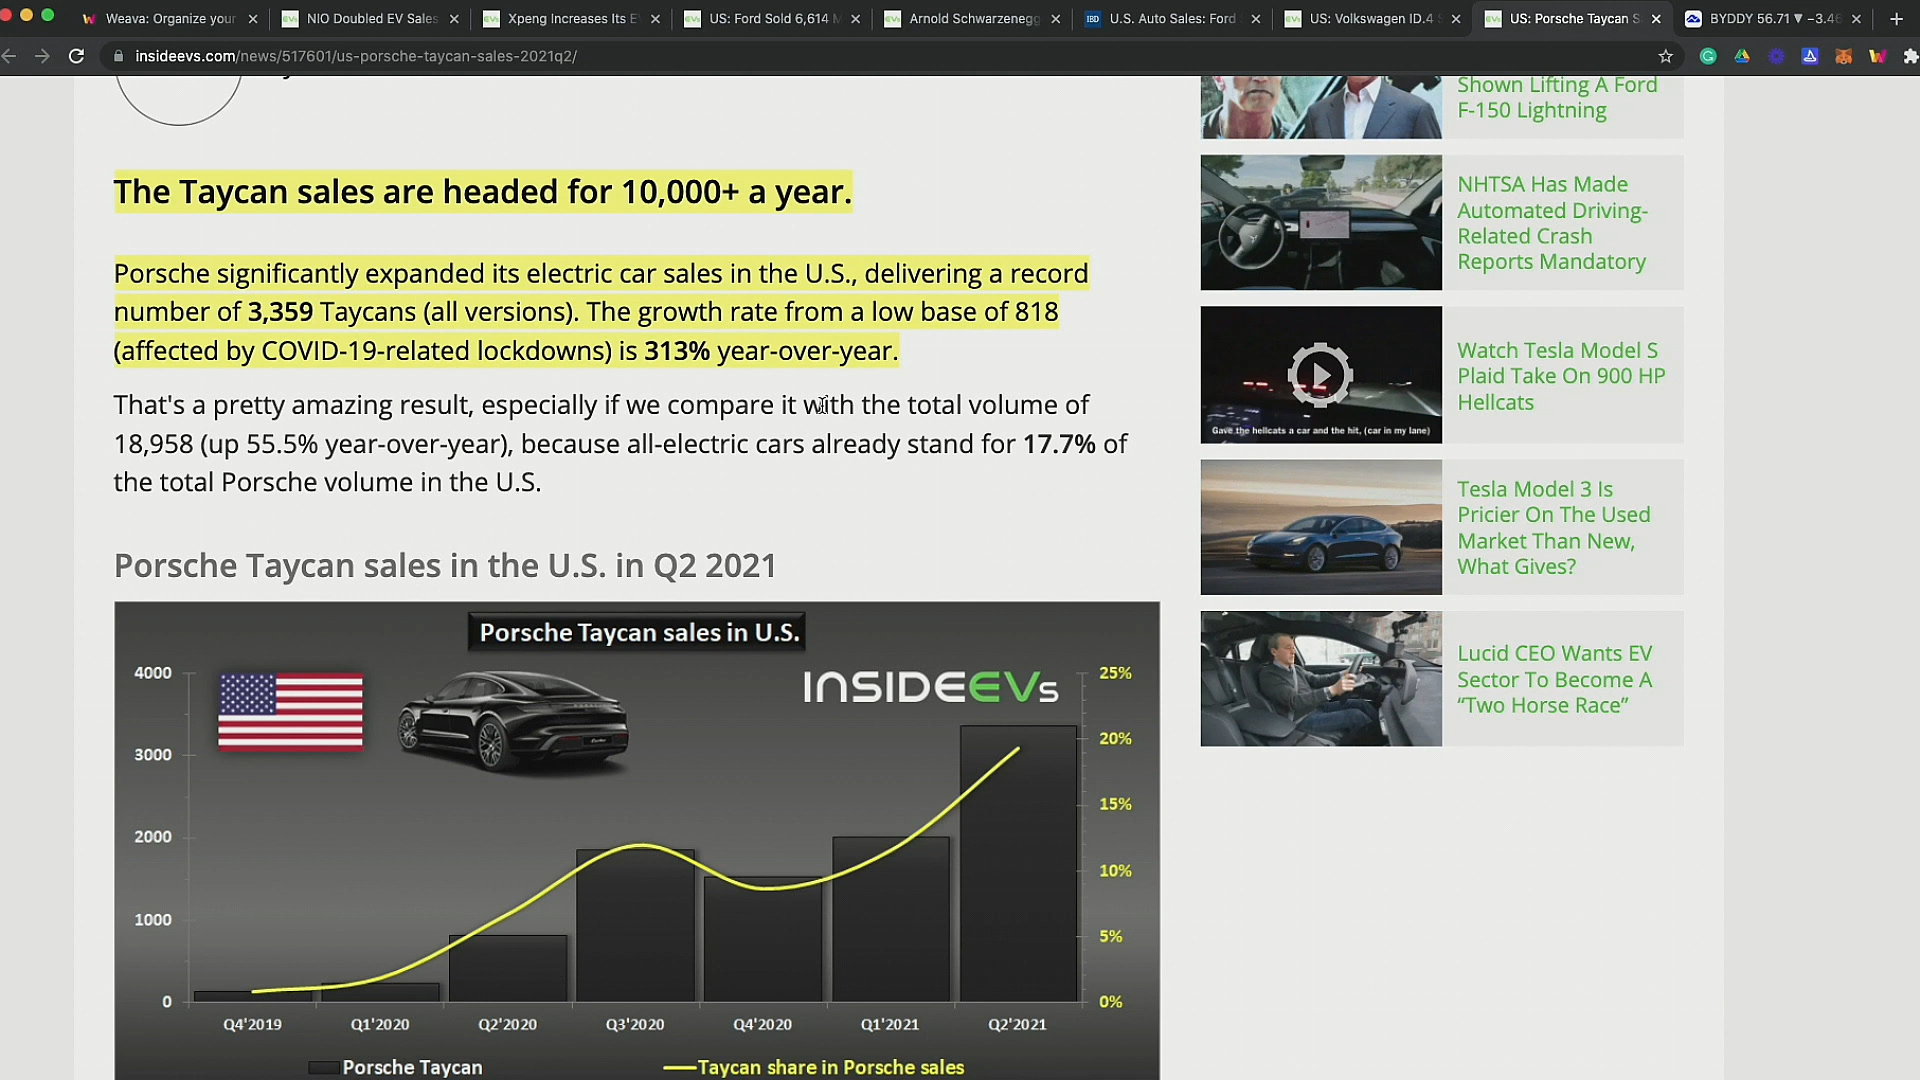 Weava: Organize your
NIO Doubled EV Sales
Xpeng Increases Its E
US: Ford Sold 6,614 M
Arnold Schwarzenegg
IBD
U.S. Auto Sales: Ford
US: Volkswagen ID.4 S
US: Porsche Taycan S
BYDDY 56.71 ▼ −3.46
insideevs.com/news/517601/us-porsche-taycan-sales-2021q2/
The Taycan sales are headed for 10,000+ a year.
Porsche significantly expanded its electric car sales in the U.S., delivering a record
number of 3,359 Taycans (all versions). The growth rate from a low base of 818
(affected by COVID-19-related lockdowns) is 313% year-over-year.
That's a pretty amazing result, especially if we compare it with the total volume of
18,958 (up 55.5% year-over-year), because all-electric cars already stand for 17.7% of
the total Porsche volume in the U.S.
Porsche Taycan sales in the U.S. in Q2 2021
Porsche Taycan sales in U.S.
INSIDEEVs
4000
3000
2000
1000
0
25%
20%
15%
10%
5%
0%
Q4'2019
Q1'2020
Q2'2020
Q3'2020
Q4'2020
Q1'2021
Q2'2021
Porsche Taycan
Taycan share in Porsche sales
Shown Lifting A Ford
F-150 Lightning
NHTSA Has Made
Automated Driving-
Related Crash
Reports Mandatory
Gave the hellcats a car and the hit, (car in my lane)
Watch Tesla Model S
Plaid Take On 900 HP
Hellcats
Tesla Model 3 Is
Pricier On The Used
Market Than New,
What Gives?
Lucid CEO Wants EV
Sector To Become A
“Two Horse Race”